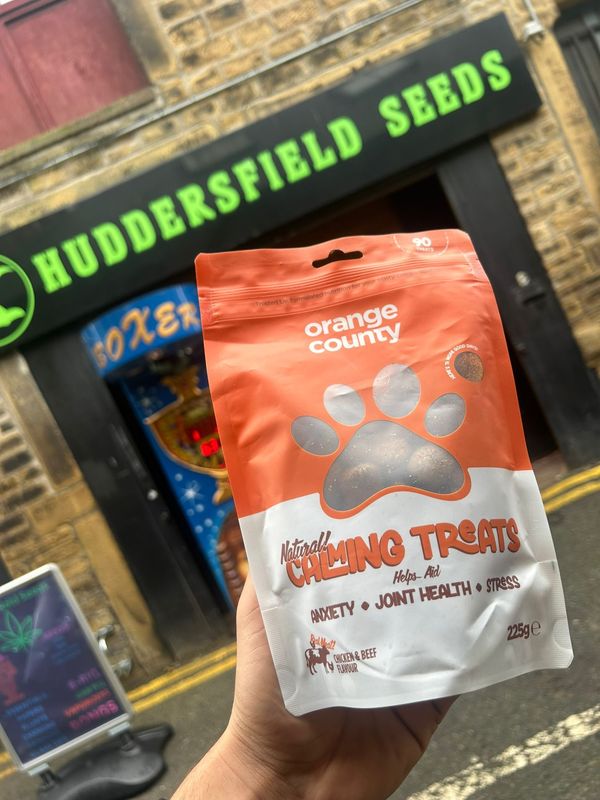 HUDDERSFIELD SEEDS
BOXER
90
TREATS
orange
county
Natural!
CALMING TREATS
Helps Aid
ANXIETY • JOINT HEALTH • STRESS
225g e
CHICKEN & BEEF
FLAVOUR